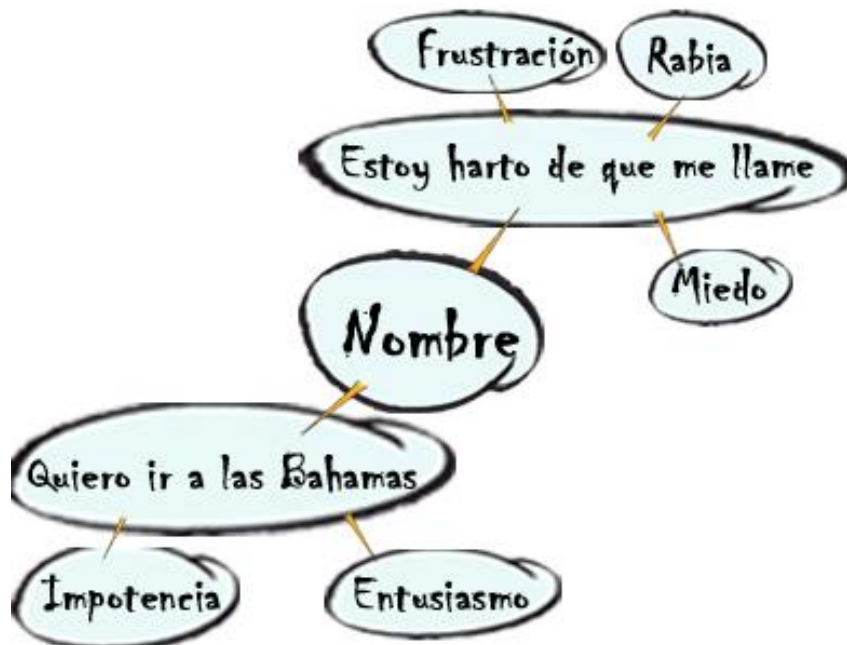 Frustración
Rabia
Estoy harto de que me llame
Miedo
Nombre
Quiero ir a las Bahamas
Impotencia
Entusiasmo